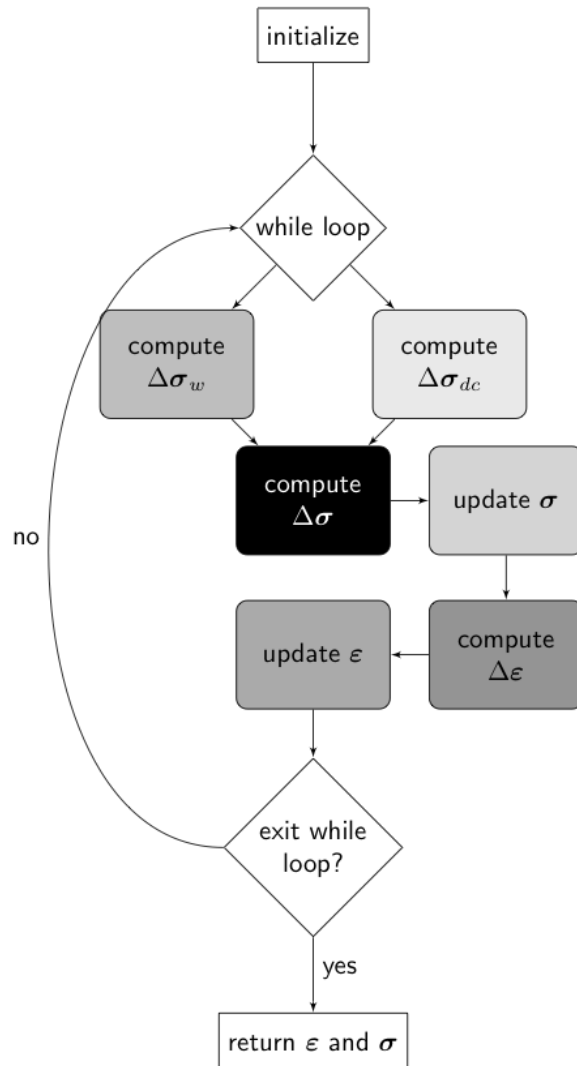 initialize
while loop
compute
Δσ_w
compute
Δσ_dc
compute
Δσ
update σ
no
update ε
compute
Δε
exit while
loop?
yes
return ε and σ